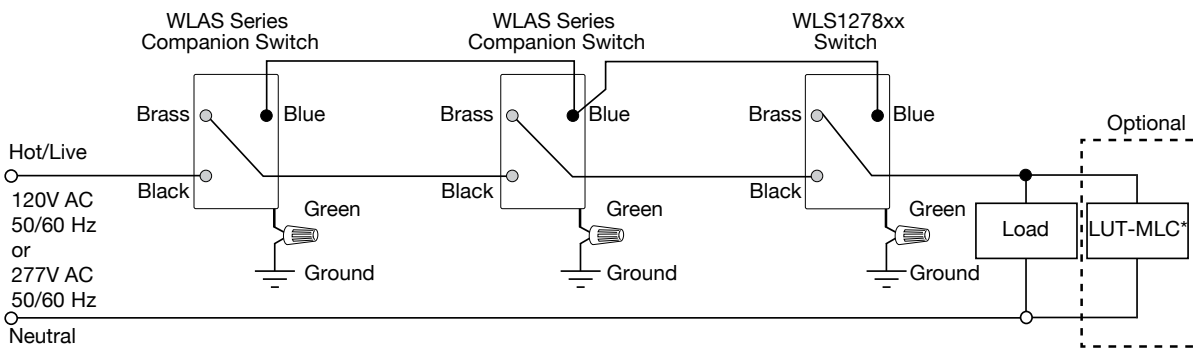 WLAS Series
Companion Switch
WLAS Series
Companion Switch
WLS1278xx
Switch
Brass
Blue
Brass
Blue
Brass
Blue
Optional
Hot/Live
Black
Black
Black
120V AC
50/60 Hz
or
277V AC
50/60 Hz
Green
Green
Green
Load
LUT-MLC*
Ground
Ground
Ground
Neutral